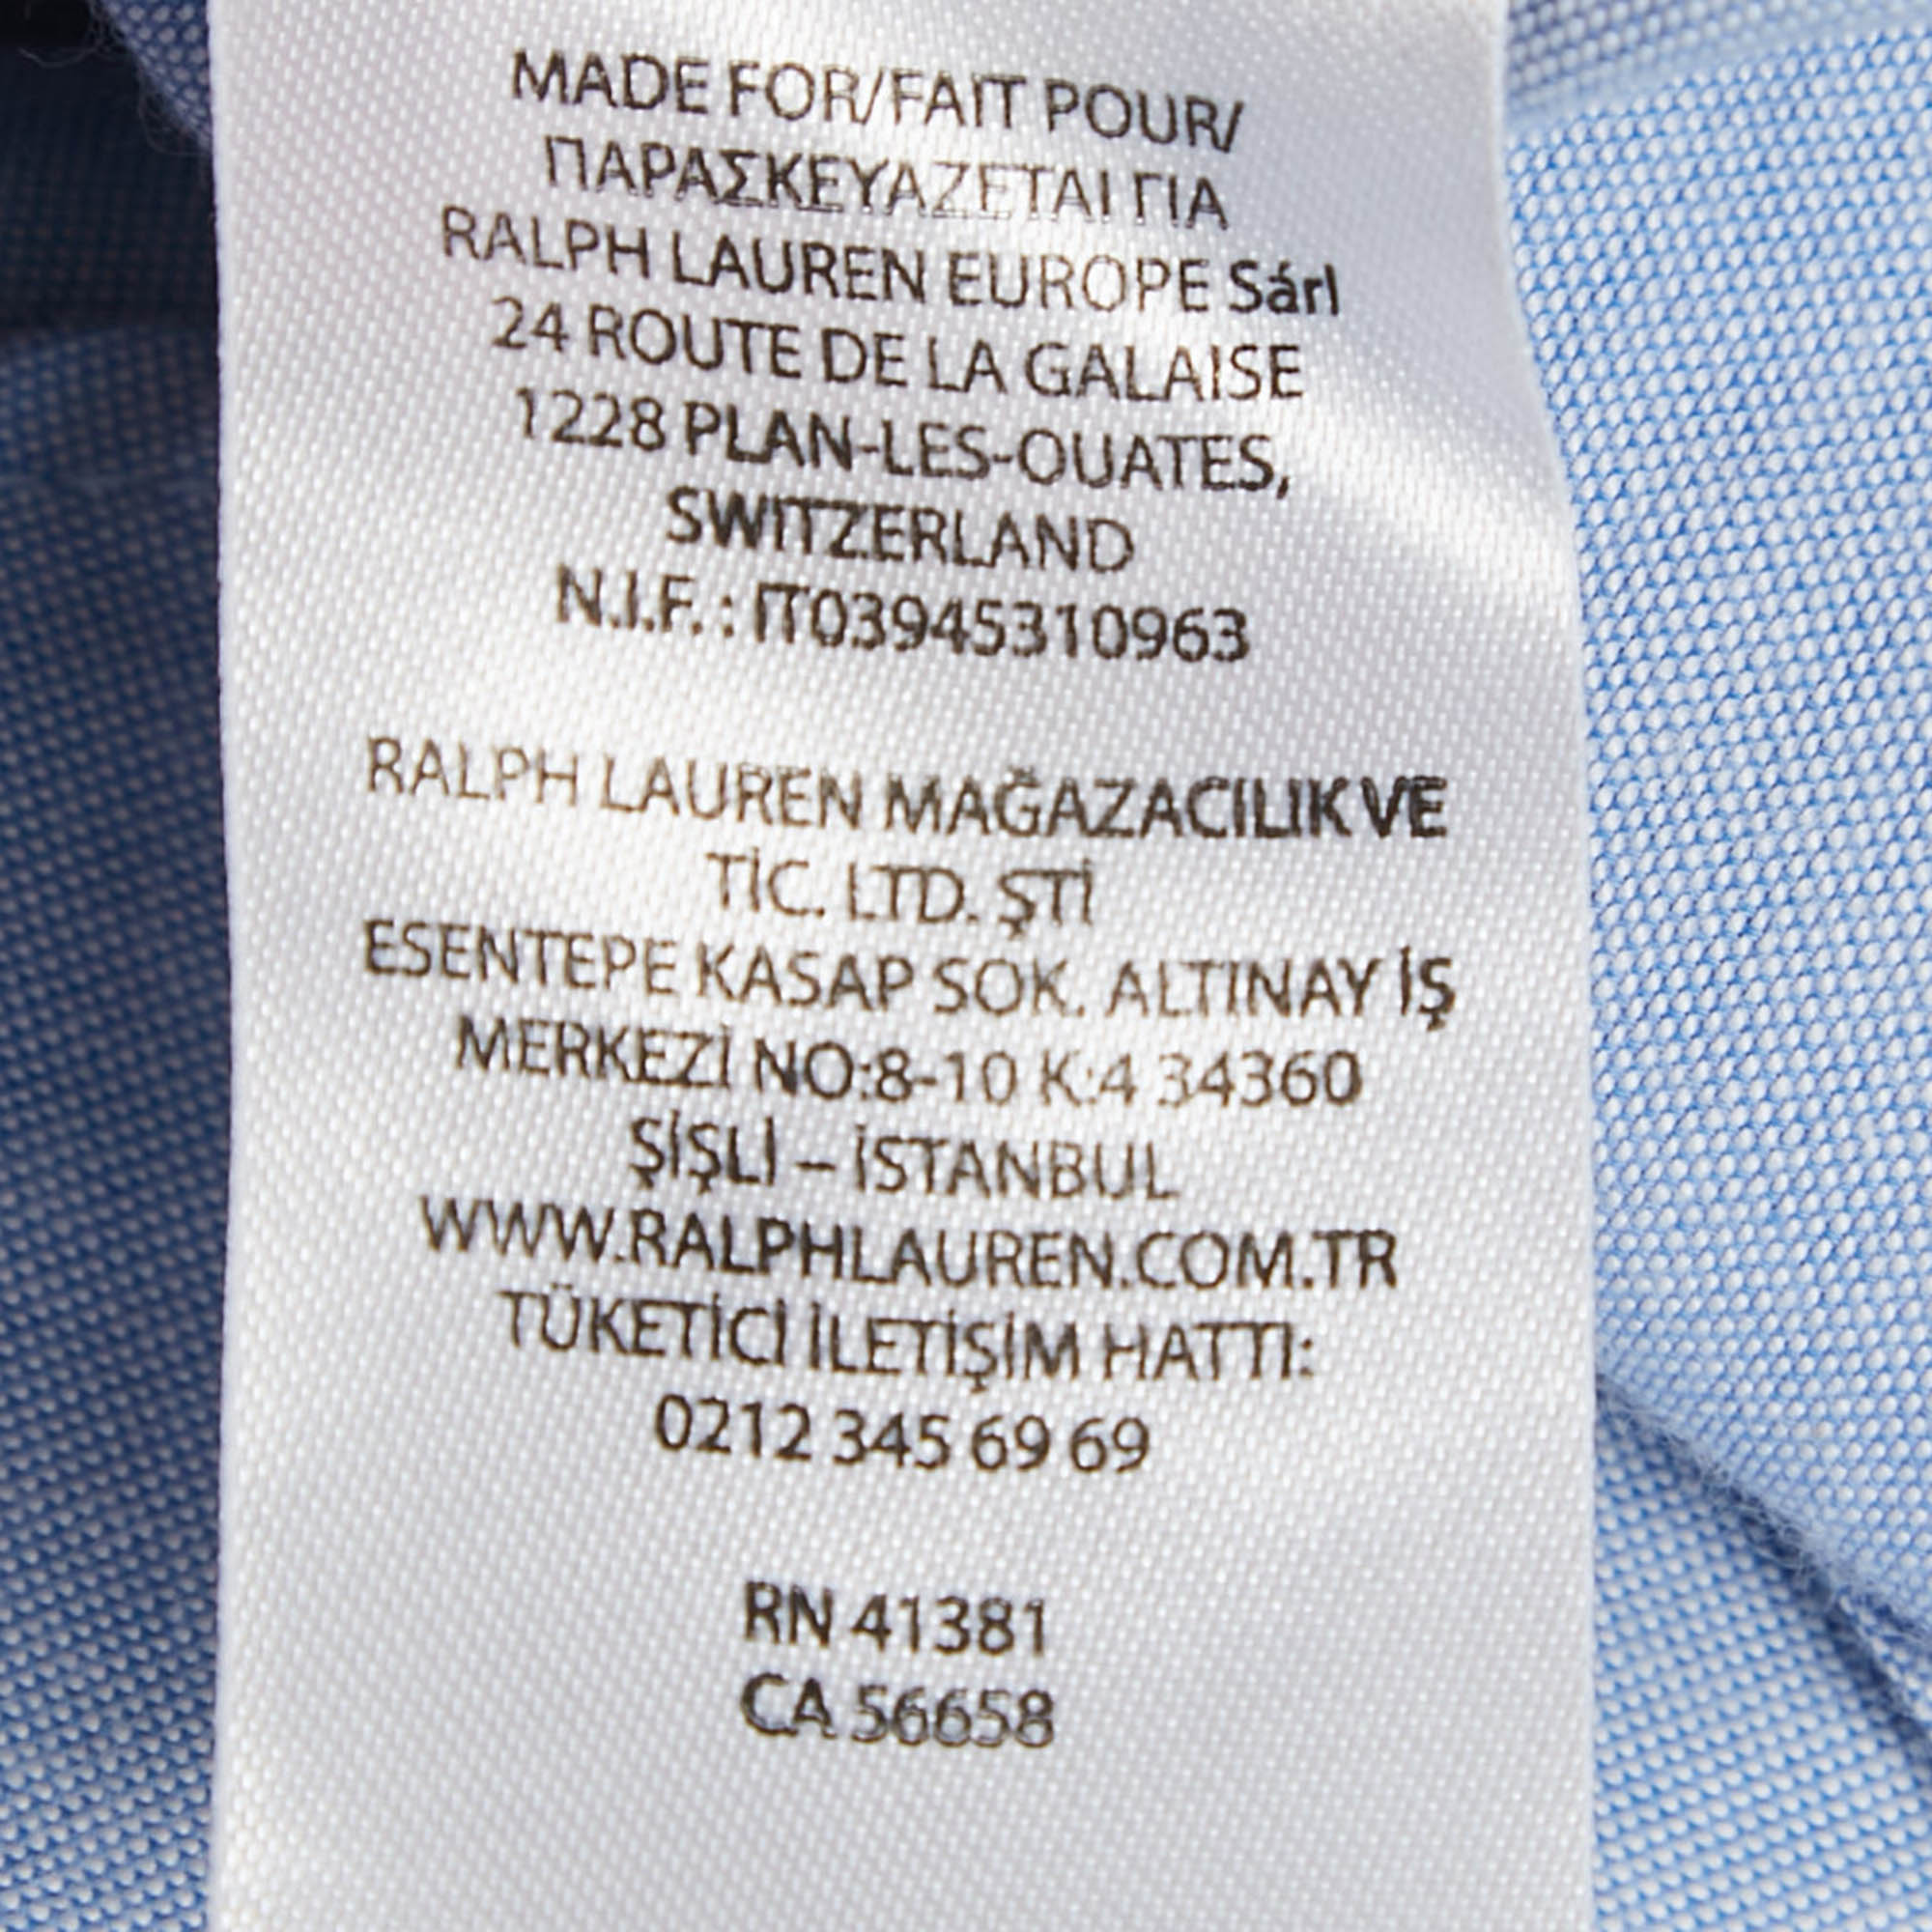 MADE FOR/FAIT POUR/
ΠΑΡΑΣΚΕΥΑΖΕΤΑΙ ΓΙΑ
RALPH LAUREN EUROPE Sárl
24 ROUTE DE LA GALAISE
1228 PLAN-LES-OUATES,
SWITZERLAND
N.I.F. : IT03945310963
RALPH LAUREN MAĞAZACILIK VE
TİC. LTD. ŞTİ
ESENTEPE KASAP SOK. ALTINAY İŞ
MERKEZİ NO:8-10 K:4 34360
ŞİŞLİ – İSTANBUL
WWW.RALPHLAUREN.COM.TR
TÜKETİCİ İLETİŞİM HATTI:
0212 345 69 69
RN 41381
CA 56658